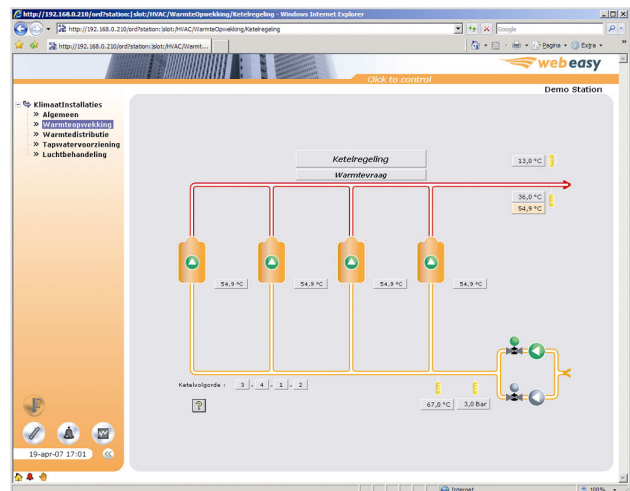 http://192.168.0.210/ord?station:|slot:/HVAC/WarmteOpwekking/Ketelregeling - Windows Internet Explorer
http://192.168.0.210/ord?station:|slot:/HVAC/WarmteOpwekking/Ketelregeling
Google
http://192.168.0.210/ord?station:|slot:/HVAC/Warmt...
Pagina
Extra
webeasy
Click to control
Demo Station
KlimaatInstallaties
» Algemeen
» Warmteopwekking
» Warmtedistributie
» Tapwatervoorziening
» Luchtbehandeling
Ketelregeling
Warmtevraag
13,0 °C
36,0 °C
54,9 °C
54,9 °C
54,9 °C
54,9 °C
54,9 °C
Ketelvolgorde : 3 - 4 - 1 - 2
?
67,0 °C
3,0 Bar
19-apr-07 17:01
Internet
100%